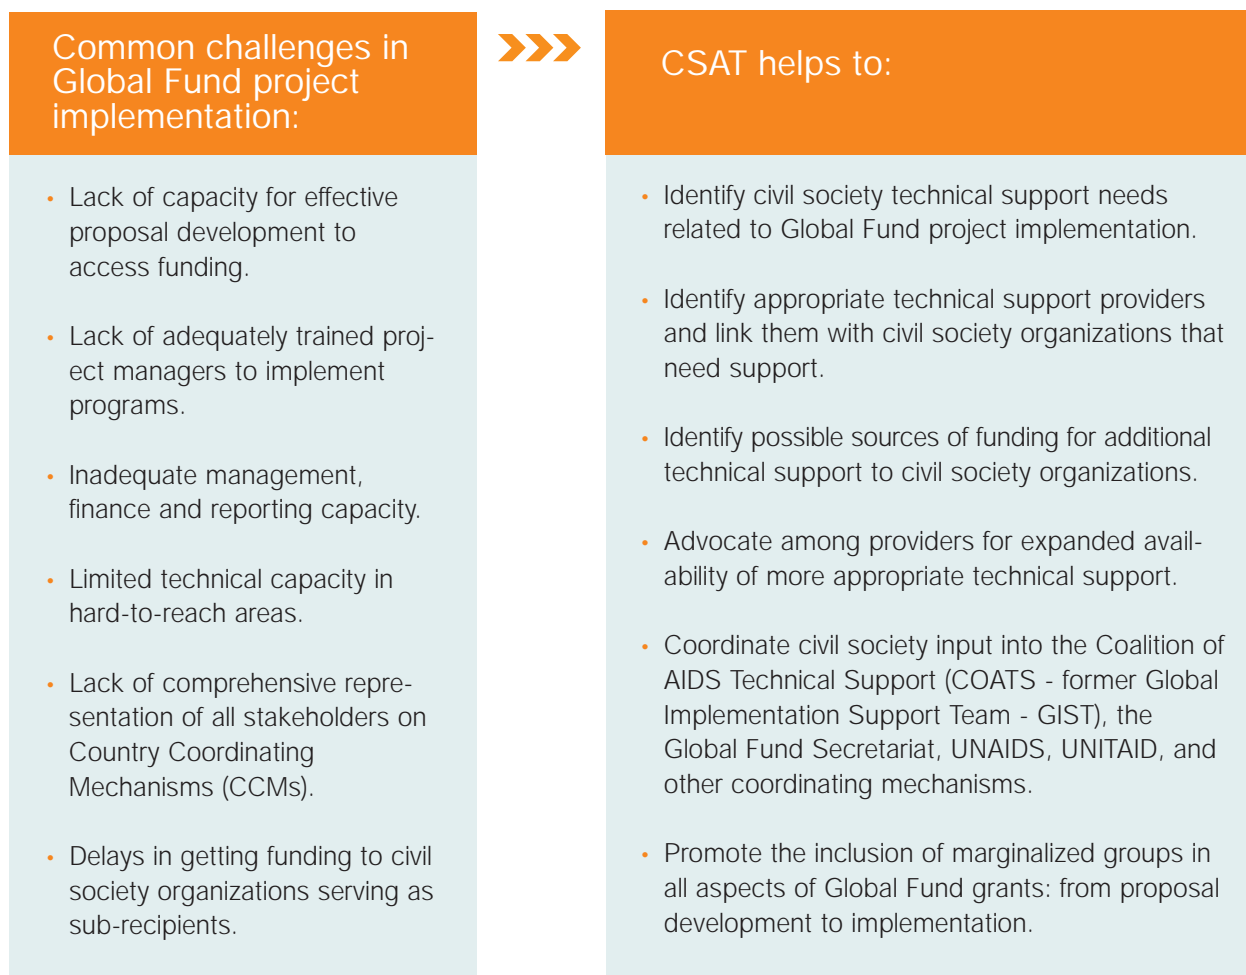 Common challenges in
Global Fund project
implementation:
• Lack of capacity for effective
proposal development to
access funding.
• Lack of adequately trained proj-
ect managers to implement
programs.
• Inadequate management,
finance and reporting capacity.
• Limited technical capacity in
hard-to-reach areas.
• Lack of comprehensive repre-
sentation of all stakeholders on
Country Coordinating
Mechanisms (CCMs).
• Delays in getting funding to civil
society organizations serving as
sub-recipients.
CSAT helps to:
• Identify civil society technical support needs
related to Global Fund project implementation.
• Identify appropriate technical support providers
and link them with civil society organizations that
need support.
• Identify possible sources of funding for additional
technical support to civil society organizations.
• Advocate among providers for expanded avail-
ability of more appropriate technical support.
• Coordinate civil society input into the Coalition of
AIDS Technical Support (COATS - former Global
Implementation Support Team - GIST), the
Global Fund Secretariat, UNAIDS, UNITAID, and
other coordinating mechanisms.
• Promote the inclusion of marginalized groups in
all aspects of Global Fund grants: from proposal
development to implementation.